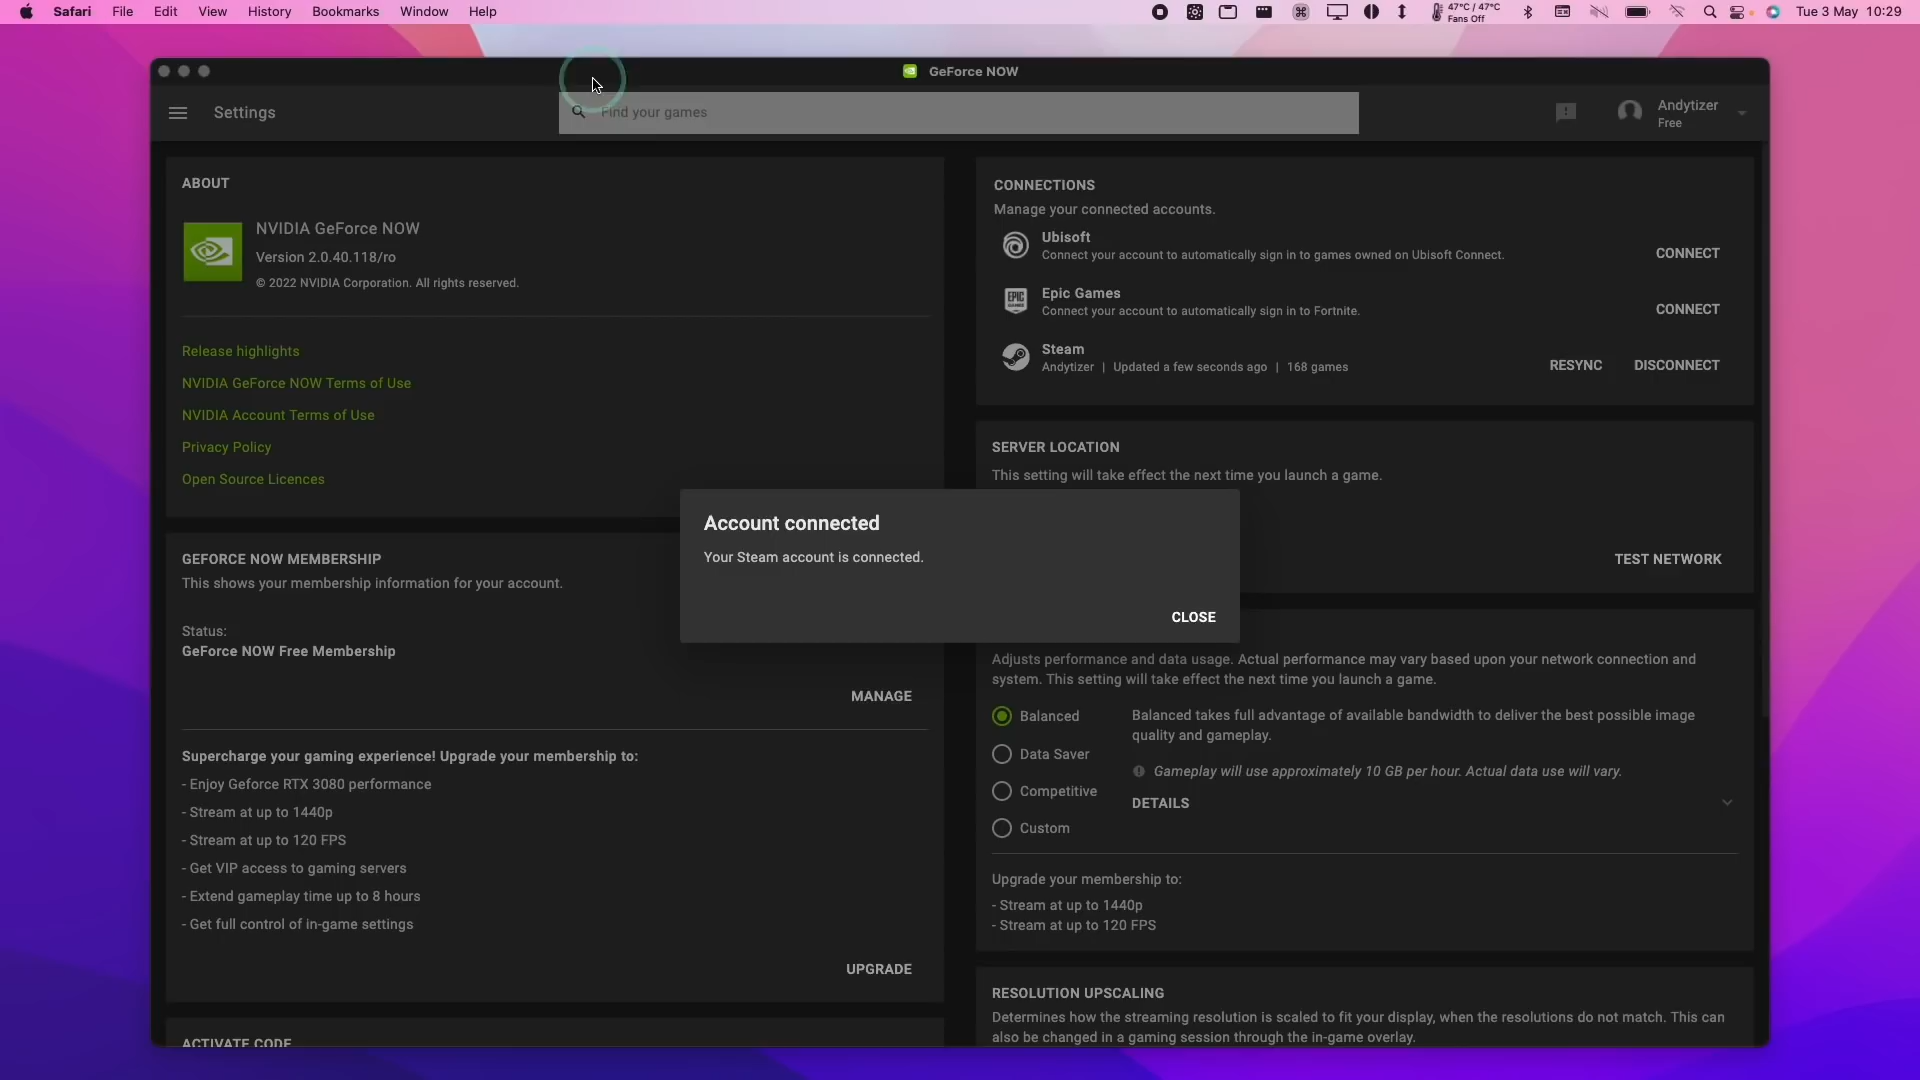 Safari File Edit View History Bookmarks Window Help
47°C / 47°C
Fans Off
Tue 3 May 10:29
GeForce NOW
Settings
Find your games
Andytizer
Free
ABOUT
NVIDIA GeForce NOW
Version 2.0.40.118/ro
© 2022 NVIDIA Corporation. All rights reserved.
Release highlights
NVIDIA GeForce NOW Terms of Use
NVIDIA Account Terms of Use
Privacy Policy
Open Source Licences
GEFORCE NOW MEMBERSHIP
This shows your membership information for your account.
Status:
GeForce NOW Free Membership
MANAGE
Supercharge your gaming experience! Upgrade your membership to:
- Enjoy Geforce RTX 3080 performance
- Stream at up to 1440p
- Stream at up to 120 FPS
- Get VIP access to gaming servers
- Extend gameplay time up to 8 hours
- Get full control of in-game settings
UPGRADE
ACTIVATE CODE
CONNECTIONS
Manage your connected accounts.
Ubisoft
Connect your account to automatically sign in to games owned on Ubisoft Connect.
CONNECT
EPIC GAMES
Epic Games
Connect your account to automatically sign in to Fortnite.
CONNECT
Steam
Andytizer | Updated a few seconds ago | 168 games
RESYNC DISCONNECT
SERVER LOCATION
This setting will take effect the next time you launch a game.
TEST NETWORK
Account connected
Your Steam account is connected.
CLOSE
Adjusts performance and data usage. Actual performance may vary based upon your network connection and
system. This setting will take effect the next time you launch a game.
Balanced
Data Saver
Competitive
Custom
Balanced takes full advantage of available bandwidth to deliver the best possible image
quality and gameplay.
Gameplay will use approximately 10 GB per hour. Actual data use will vary.
DETAILS
Upgrade your membership to:
- Stream at up to 1440p
- Stream at up to 120 FPS
RESOLUTION UPSCALING
Determines how the streaming resolution is scaled to fit your display, when the resolutions do not match. This can
also be changed in a gaming session through the in-game overlay.